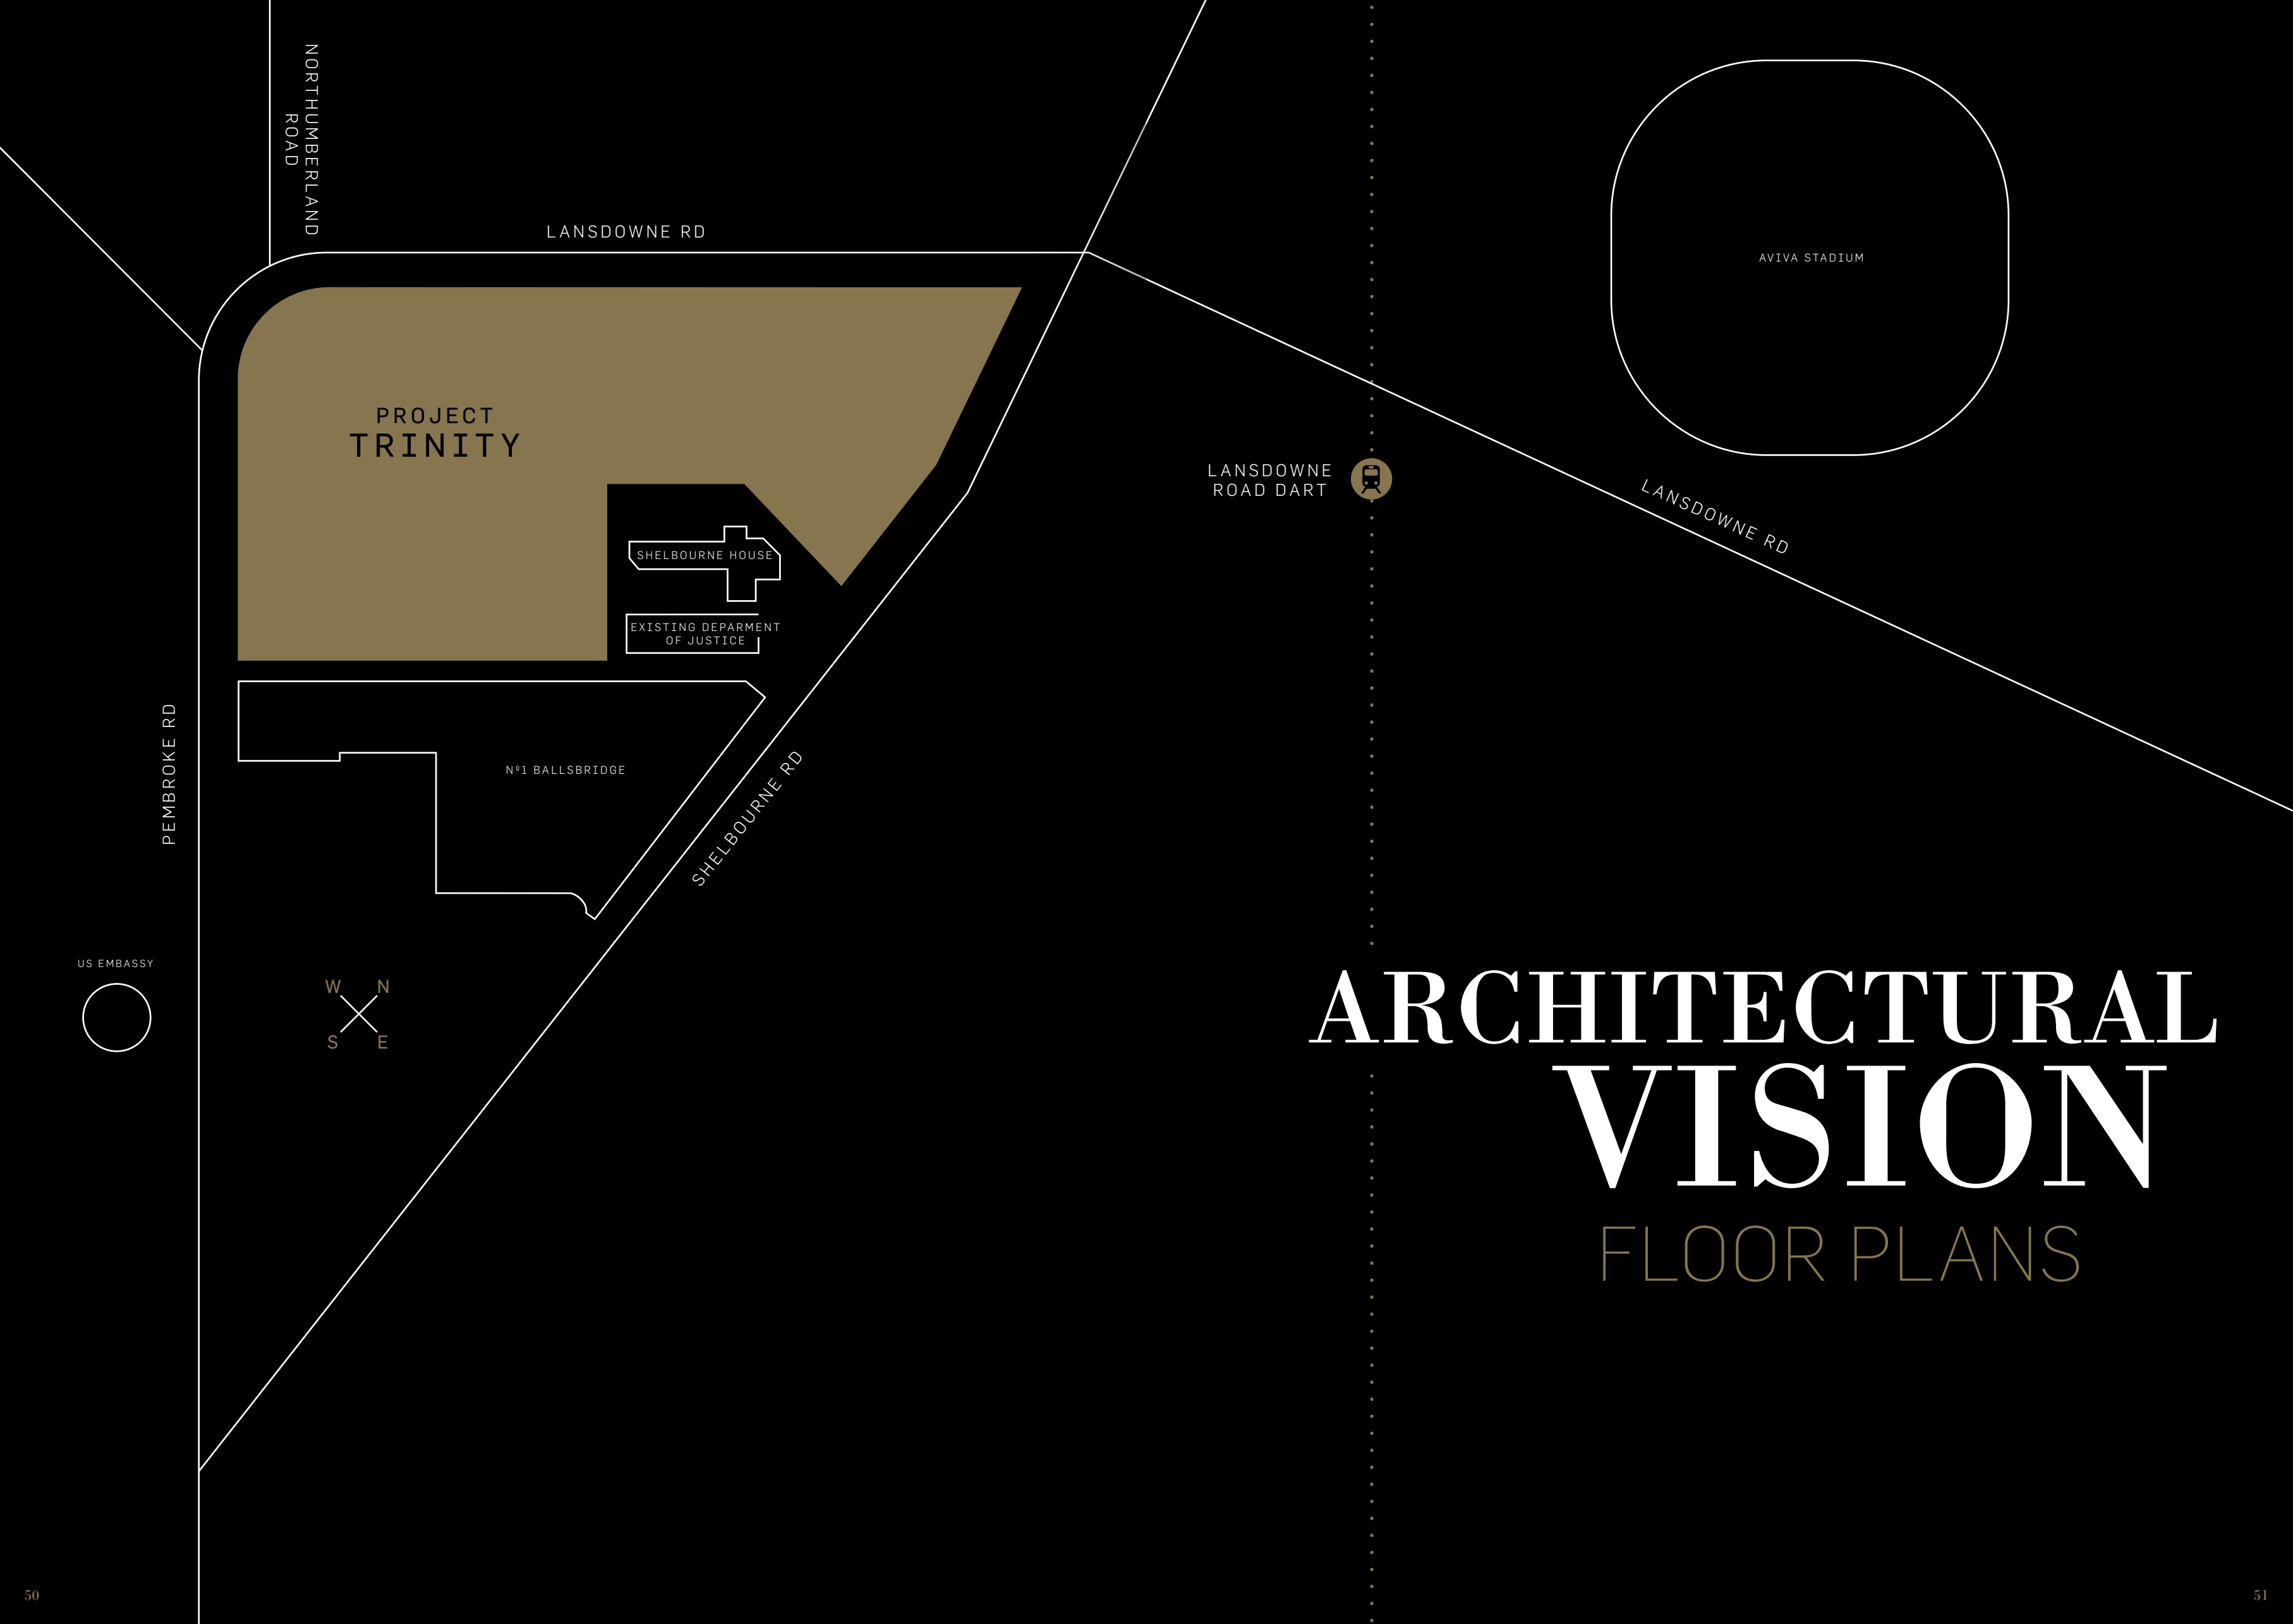 NORTHUMBERLAND
ROAD
LANSDOWNE RD
AVIVA STADIUM
PROJECT
TRINITY
LANSDOWNE
ROAD DART
LANSDOWNE RD
SHELBOURNE HOUSE
EXISTING DEPARMENT
OF JUSTICE
PEMBROKE RD
Nº1 BALLSBRIDGE
SHELBOURNE RD
US EMBASSY
W N
S E
ARCHITECTURAL
VISION
FLOOR PLANS
50
51